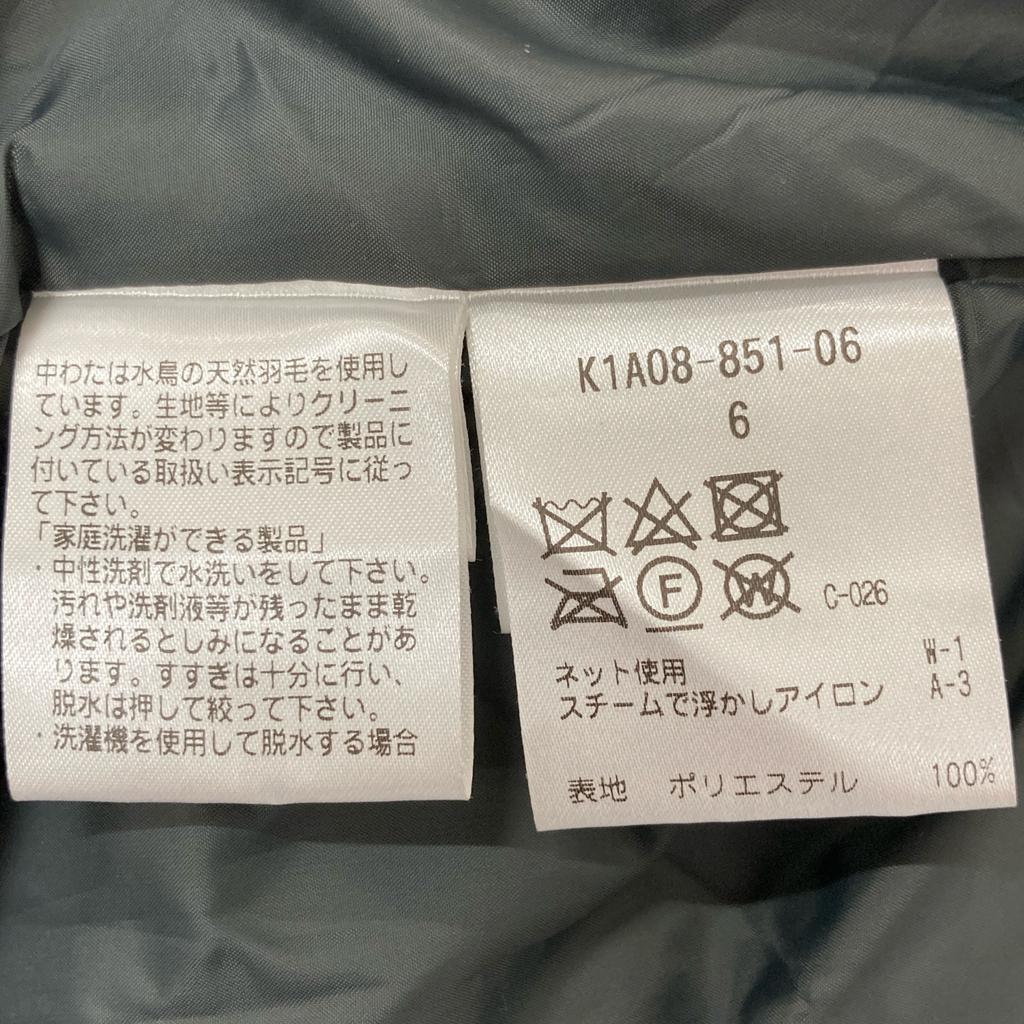 中わたは水鳥の天然羽毛を使用し
ています。生地等によりクリーニ
ング方法が変わりますので製品に
付いている取扱い表示記号に従っ
て下さい。
「家庭洗濯ができる製品」
・中性洗剤で水洗いをして下さい。
汚れや洗剤液等が残ったまま乾
燥されるとしみになることがあ
ります。すすぎは十分に行い、
脱水は押して絞って下さい。
・洗濯機を使用して脱水する場合
K1A08-851-06
6
F W C-026
ネット使用 W-1
スチームで浮かしアイロン A-3
表地 ポリエステル 100%